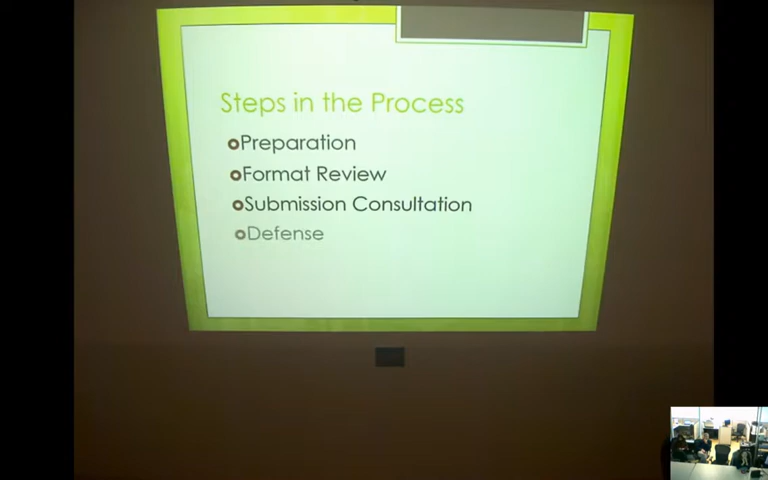 Steps in the Process
Preparation
Format Review
Submission Consultation
Defense